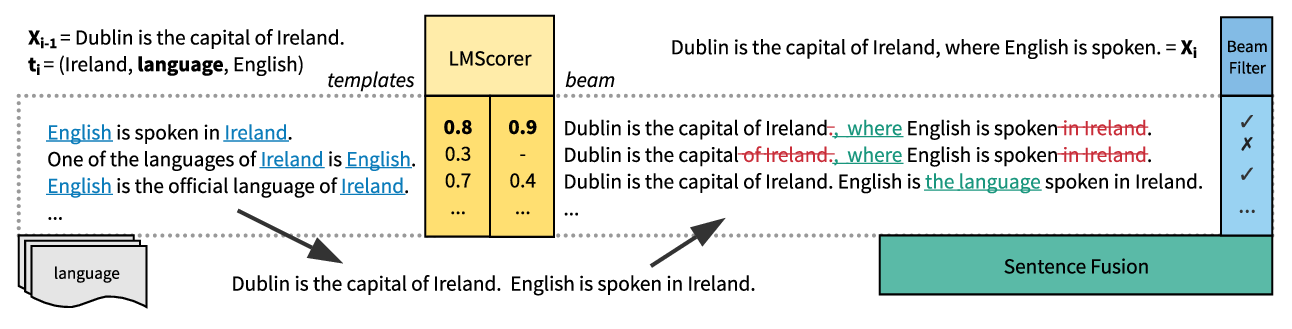 X_{i-1} = Dublin is the capital of Ireland.
t_i = (Ireland, language, English)
templates
LMScorer
beam
Dublin is the capital of Ireland, where English is spoken. = X_i
Beam
Filter
English is spoken in Ireland.
0.8 0.9
Dublin is the capital of Ireland., where English is spoken in Ireland.
✓
One of the languages of Ireland is English.
0.3 -
Dublin is the capital of Ireland., where English is spoken in Ireland.
✗
English is the official language of Ireland.
0.7 0.4
Dublin is the capital of Ireland. English is the language spoken in Ireland.
✓
...
... ...
...
...
language
Dublin is the capital of Ireland. English is spoken in Ireland.
Sentence Fusion